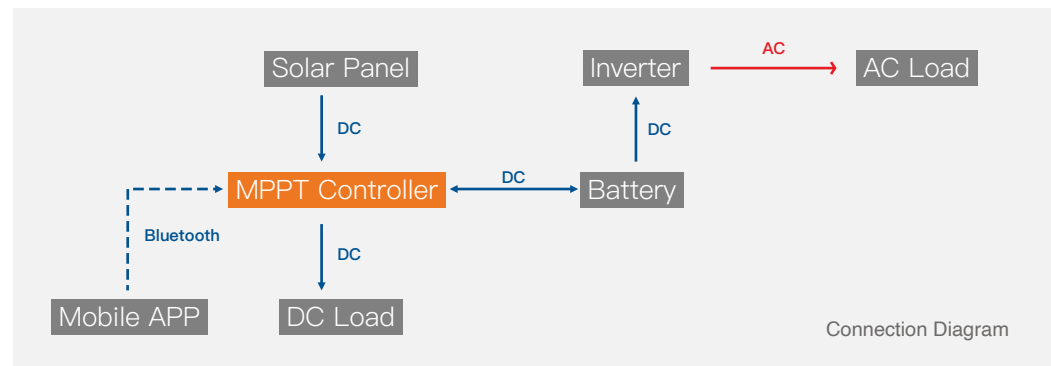 AC
Solar Panel
Inverter
AC Load
DC
DC
DC
MPPT Controller
Battery
Bluetooth
DC
Mobile APP
DC Load
Connection Diagram